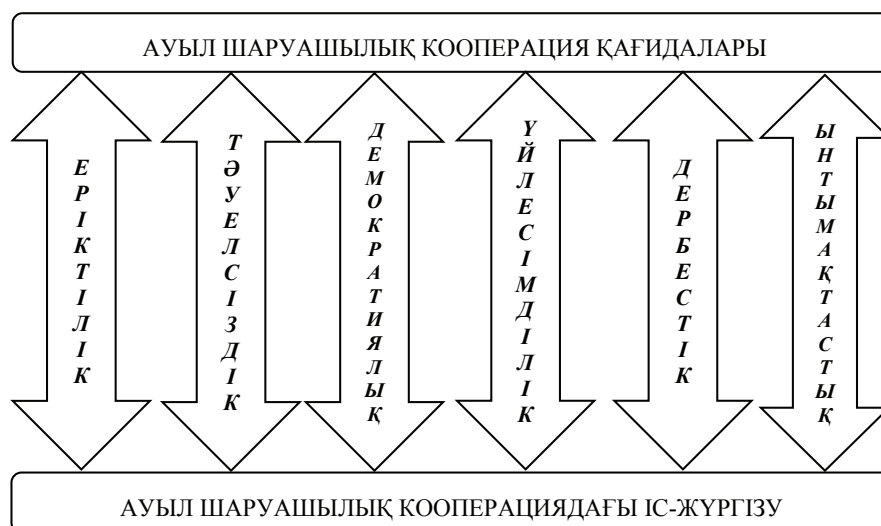 АУЫЛ ШАРУАШЫЛЫҚ КООПЕРАЦИЯ ҚАҒИДАЛАРЫ
ЕРІКТІЛІК
ТӘУЕЛСІЗДІК
ДЕМОКРАТИЯЛЫҚ
ҮЙЛЕСІМДІЛІК
ДЕРБЕСТІК
ЫНТЫМАҚТАСТЫҚ
АУЫЛ ШАРУАШЫЛЫҚ КООПЕРАЦИЯДАҒЫ ІС-ЖҮРГІЗУ